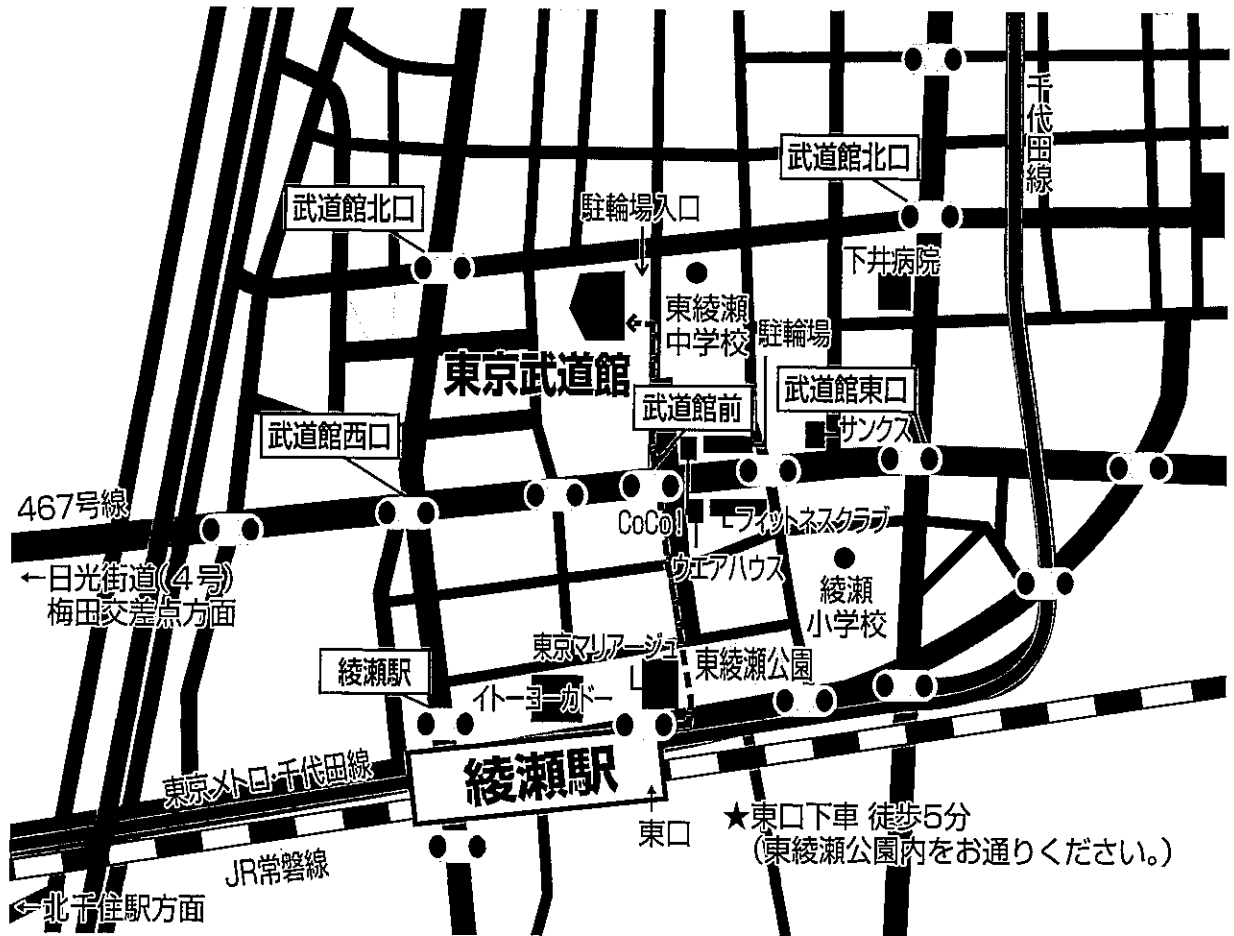 千代田線
武道館北口
武道館北口
駐輪場入口
下井病院
東綾瀬
中学校
駐輪場
東京武道館
武道館前
武道館東口
サンクス
武道館西口
467号線
CoCo!
フィットネスクラブ
ウエアハウス
←日光街道(4号)
梅田交差点方面
綾瀬
小学校
東京マリアージュ
東綾瀬公園
綾瀬駅
イトーヨーカドー
東京メトロ・千代田線
綾瀬駅
東口
★東口下車 徒歩5分
(東綾瀬公園内をお通りください。)
JR常磐線
←北千住駅方面